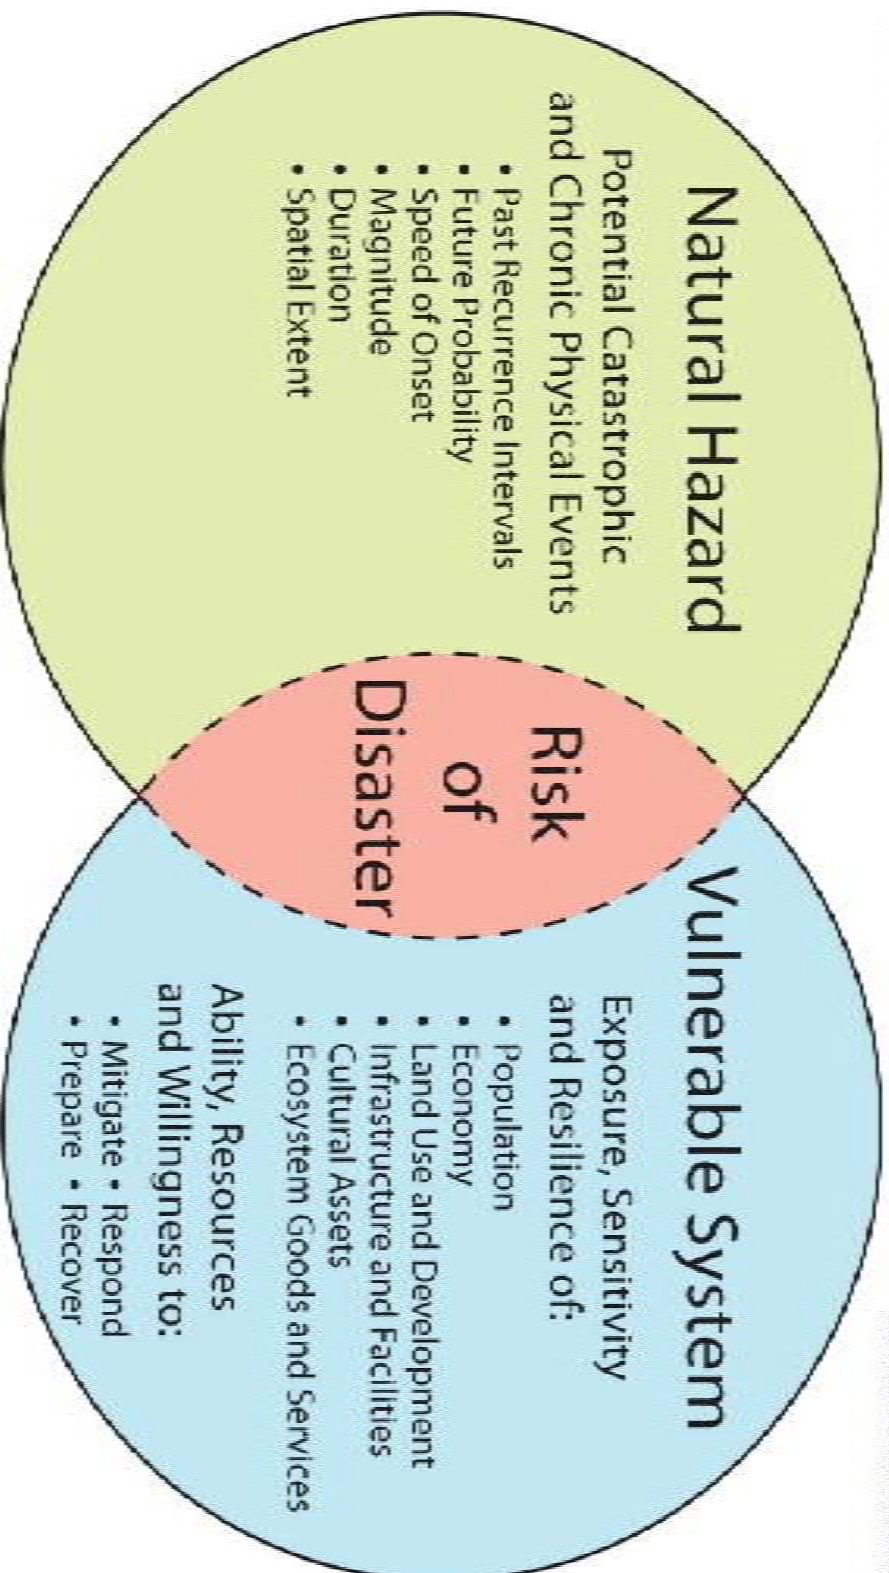 Natural Hazard
Potential Catastrophic
and Chronic Physical Events
• Past Recurrence Intervals
• Future Probability
• Speed of Onset
• Magnitude
• Duration
• Spatial Extent
Risk
of
Disaster
Vulnerable System
Exposure, Sensitivity
and Resilience of:
• Population
• Economy
• Land Use and Development
• Infrastructure and Facilities
• Cultural Assets
• Ecosystem Goods and Services
Ability, Resources
and Willingness to:
• Mitigate • Respond
• Prepare • Recover